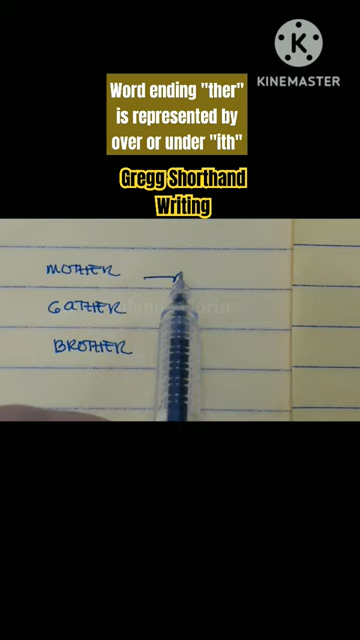 KINEMASTER
Word ending "ther"
is represented by
over or under "ith"
Gregg Shorthand
Writing
MOTHER
GATHER
BROTHER